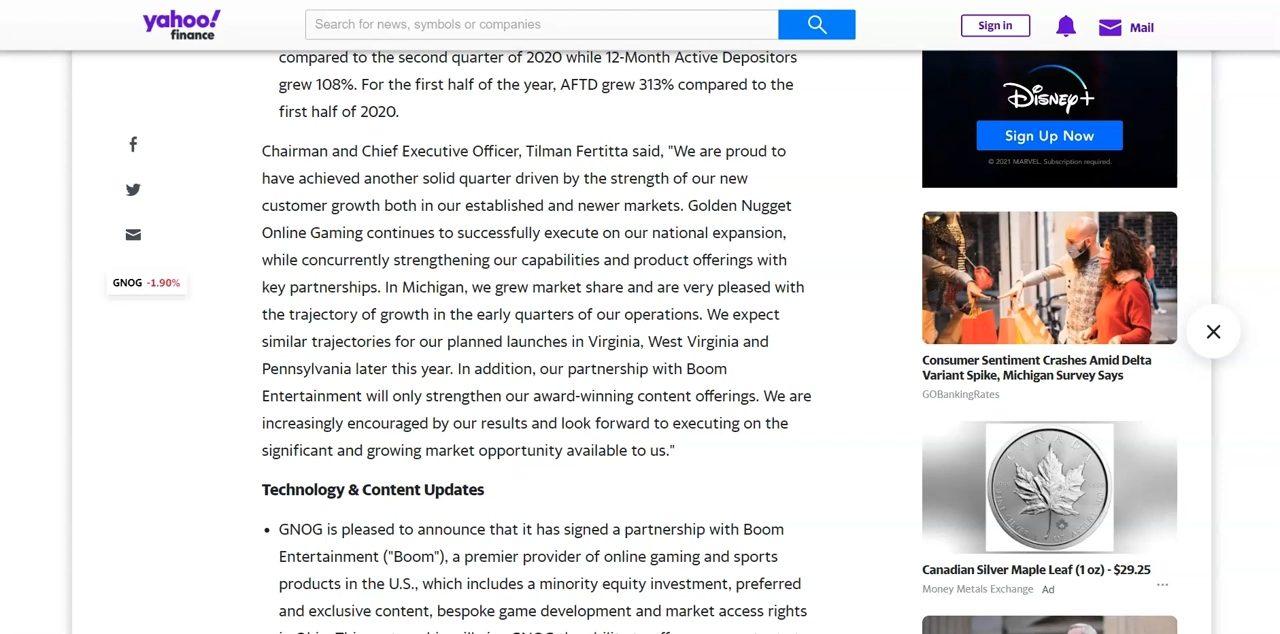 yahoo!
finance
Search for news, symbols or companies
Sign in
Mail
compared to the second quarter of 2020 while 12-Month Active Depositors
grew 108%. For the first half of the year, AFTD grew 313% compared to the
first half of 2020.
Chairman and Chief Executive Officer, Tilman Fertitta said, "We are proud to
have achieved another solid quarter driven by the strength of our new
customer growth both in our established and newer markets. Golden Nugget
Online Gaming continues to successfully execute on our national expansion,
while concurrently strengthening our capabilities and product offerings with
key partnerships. In Michigan, we grew market share and are very pleased with
the trajectory of growth in the early quarters of our operations. We expect
similar trajectories for our planned launches in Virginia, West Virginia and
Pennsylvania later this year. In addition, our partnership with Boom
Entertainment will only strengthen our award-winning content offerings. We are
increasingly encouraged by our results and look forward to executing on the
significant and growing market opportunity available to us."
Technology & Content Updates
• GNOG is pleased to announce that it has signed a partnership with Boom
Entertainment ("Boom"), a premier provider of online gaming and sports
products in the U.S., which includes a minority equity investment, preferred
and exclusive content, bespoke game development and market access rights
GNOG -1.90%
Disney+
Sign Up Now
© 2021 MARVEL. Subscription required.
Consumer Sentiment Crashes Amid Delta
Variant Spike, Michigan Survey Says
GOBankingRates
CANADA
Canadian Silver Maple Leaf (1 oz) - $29.25
Money Metals Exchange Ad